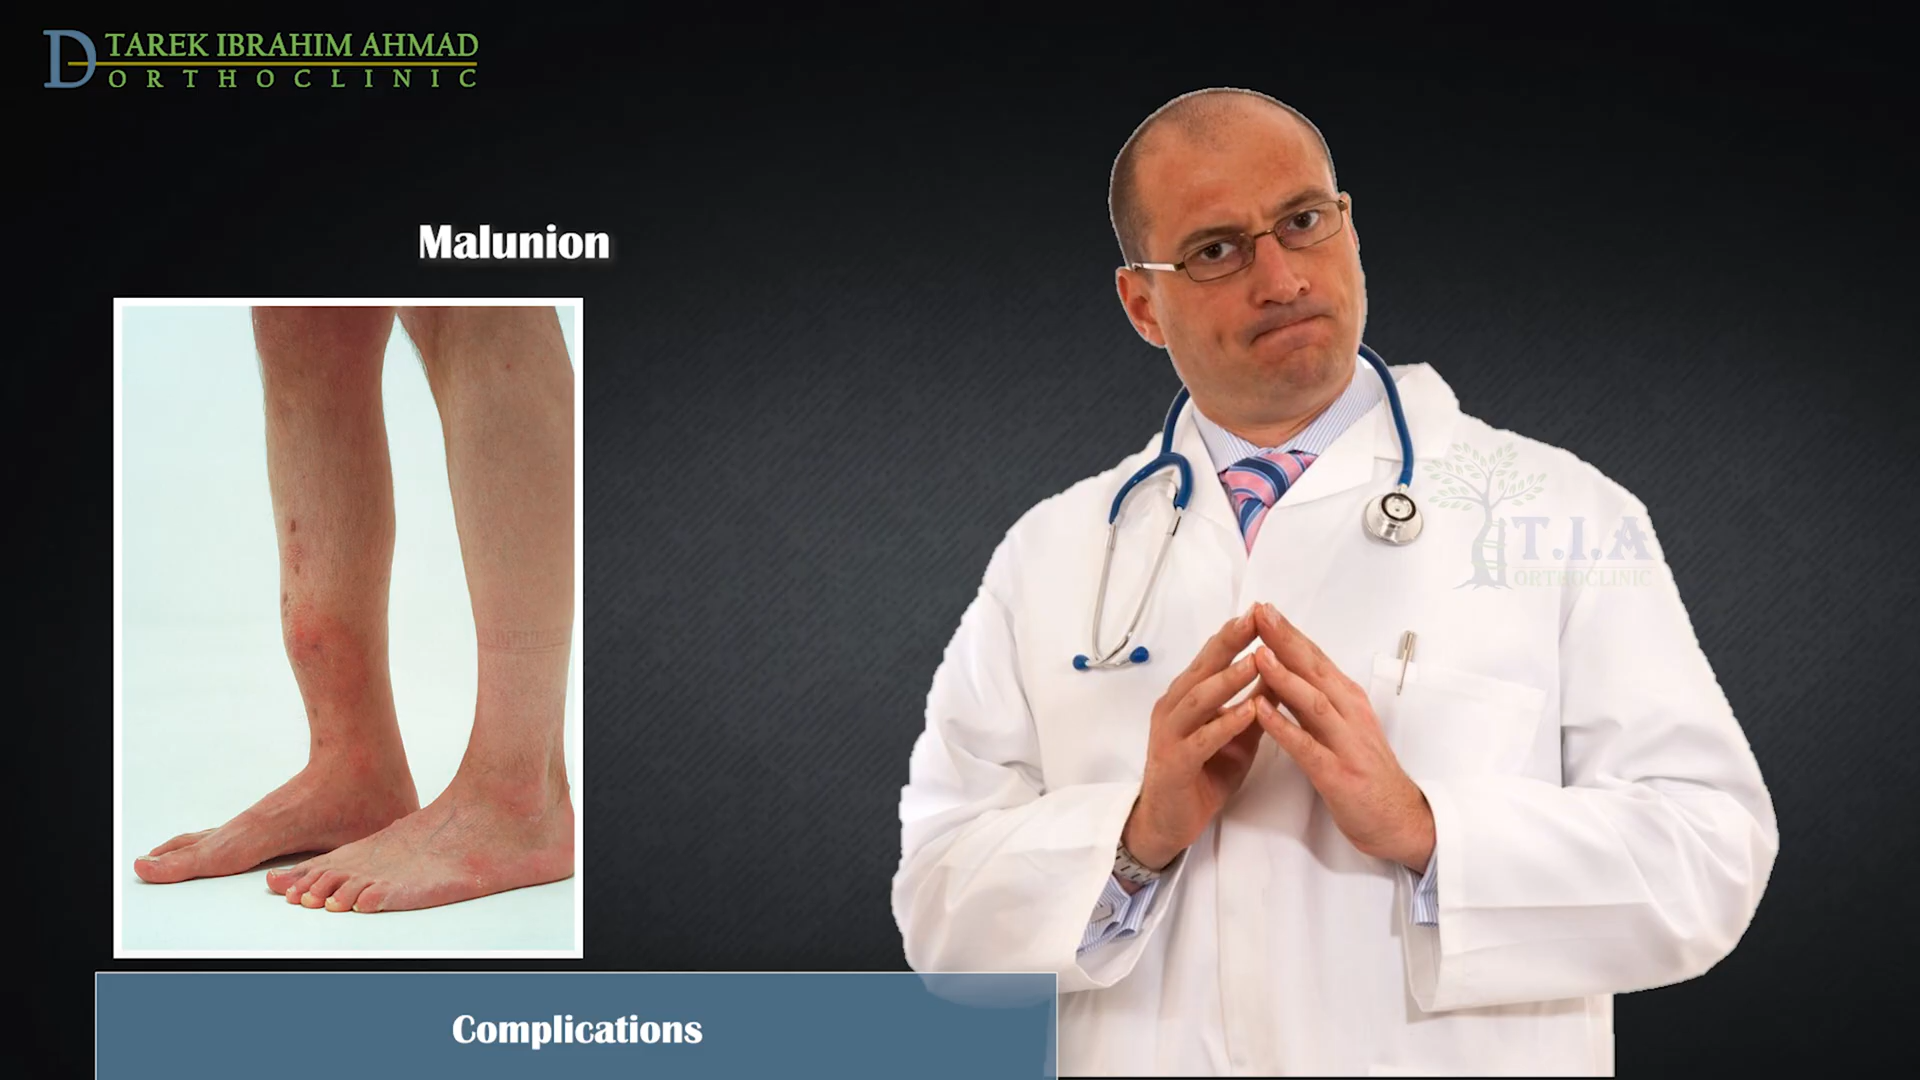 D TAREK IBRAHIM AHMAD
ORTHOCLINIC
Malunion
T.I.A
ORTHOCLINIC
Complications